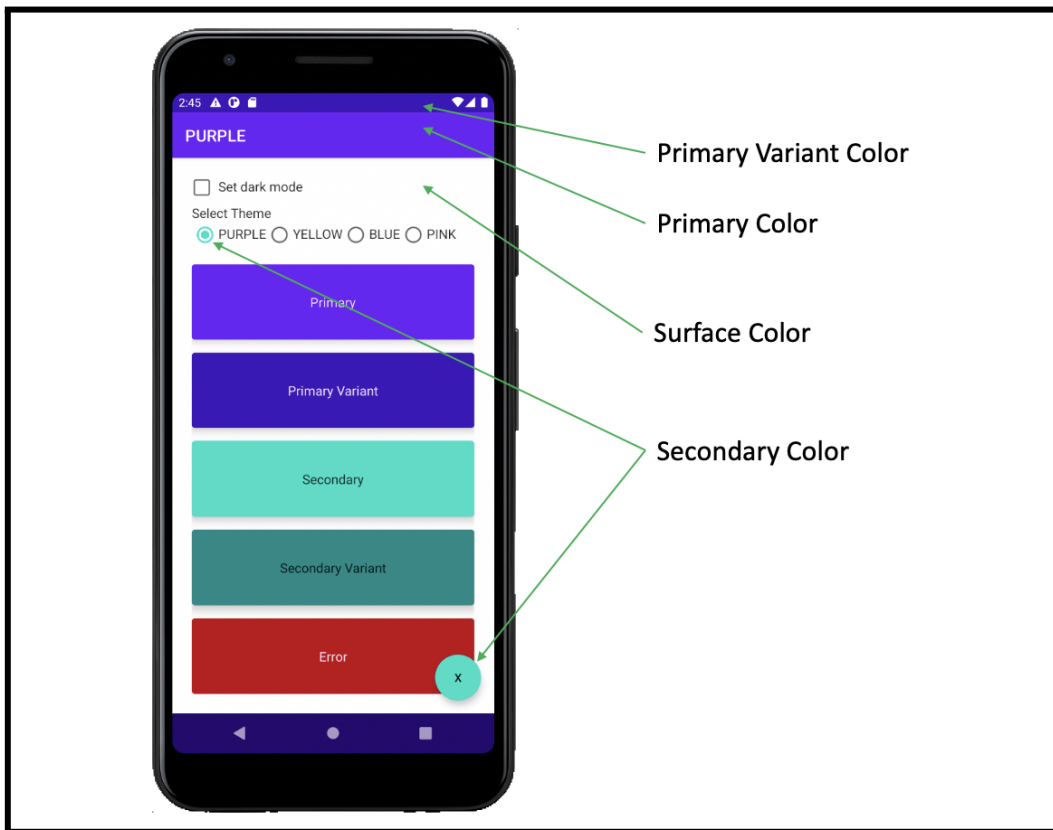 2:45
PURPLE
Set dark mode
Select Theme
PURPLE YELLOW BLUE PINK
Primary
Primary Variant
Secondary
Secondary Variant
Error
x
Primary Variant Color
Primary Color
Surface Color
Secondary Color